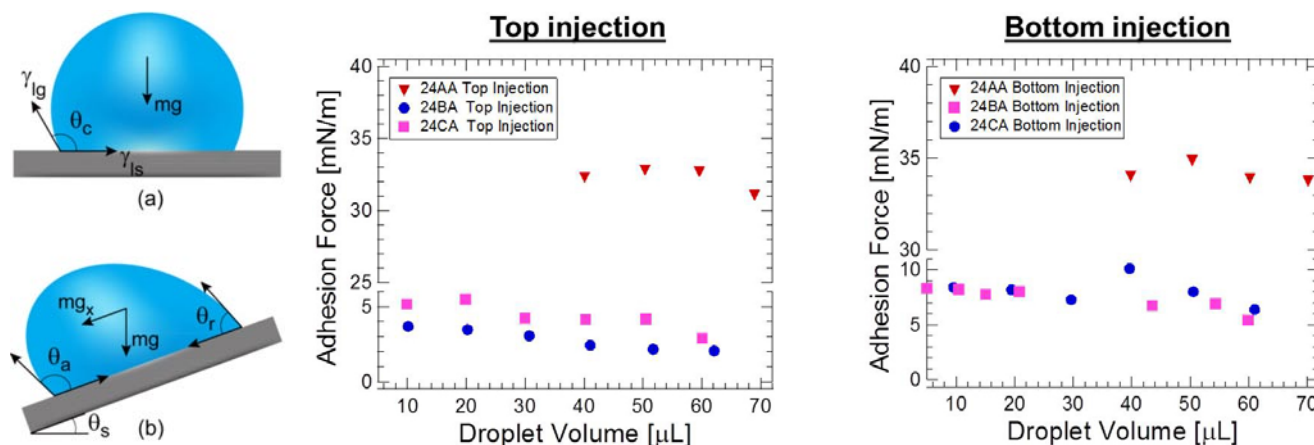 γlg
θc
mg
γls
(a)
mgx
mg
θr
θa
θs
(b)
Top injection
Adhesion Force [mN/m]
40
35
30
25
5
0
24AA Top Injection
24BA Top Injection
24CA Top Injection
10 20 30 40 50 60 70
Droplet Volume [µL]
Bottom injection
Adhesion Force [mN/m]
40
35
30
10
5
0
24AA Bottom Injection
24BA Bottom Injection
24CA Bottom Injection
10 20 30 40 50 60 70
Droplet Volume [µL]